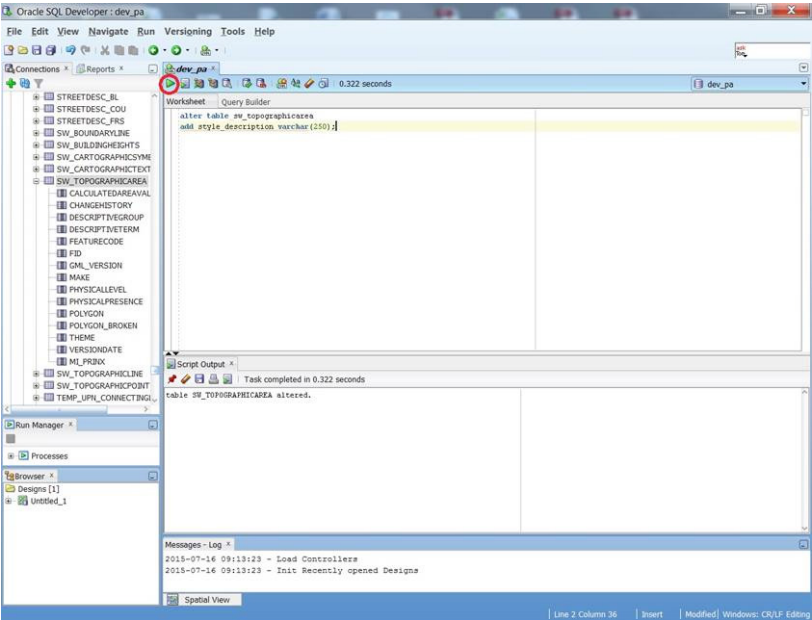 Oracle SQL Developer : dev_pa
File Edit View Navigate Run Versioning Tools Help
ask
Connections Reports
dev_pa
0.322 seconds
dev_pa
Worksheet Query Builder
alter table sw_topographicarea
add style_description varchar(250);
STREETDESC_BL
STREETDESC_COU
STREETDESC_FRS
SW_BOUNDARYLINE
SW_BUILDINGHEIGHTS
SW_CARTOGRAPHICSYME
SW_CARTOGRAPHICTEXT
SW_TOPOGRAPHICAREA
CALCULATEDAREAVAL
CHANGEHISTORY
DESCRIPTIVEGROUP
DESCRIPTIVETERM
FEATURECODE
FID
GML_VERSION
MAKE
PHYSICALLEVEL
PHYSICALPRESENCE
POLYGON
POLYGON_BROKEN
THEME
VERSIONDATE
MI_PRINX
SW_TOPOGRAPHICLINE
SW_TOPOGRAPHICPOINT
TEMP_UPN_CONNECTINGL
Script Output
Task completed in 0.322 seconds
table SW_TOPOGRAPHICAREA altered.
Run Manager
Processes
Browser
Designs [1]
Untitled_1
Messages - Log
2015-07-16 09:13:23 - Load Controllers
2015-07-16 09:13:23 - Init Recently opened Designs
Spatial View
Line 2 Column 36 Insert Modified Windows: CR/LF Editing